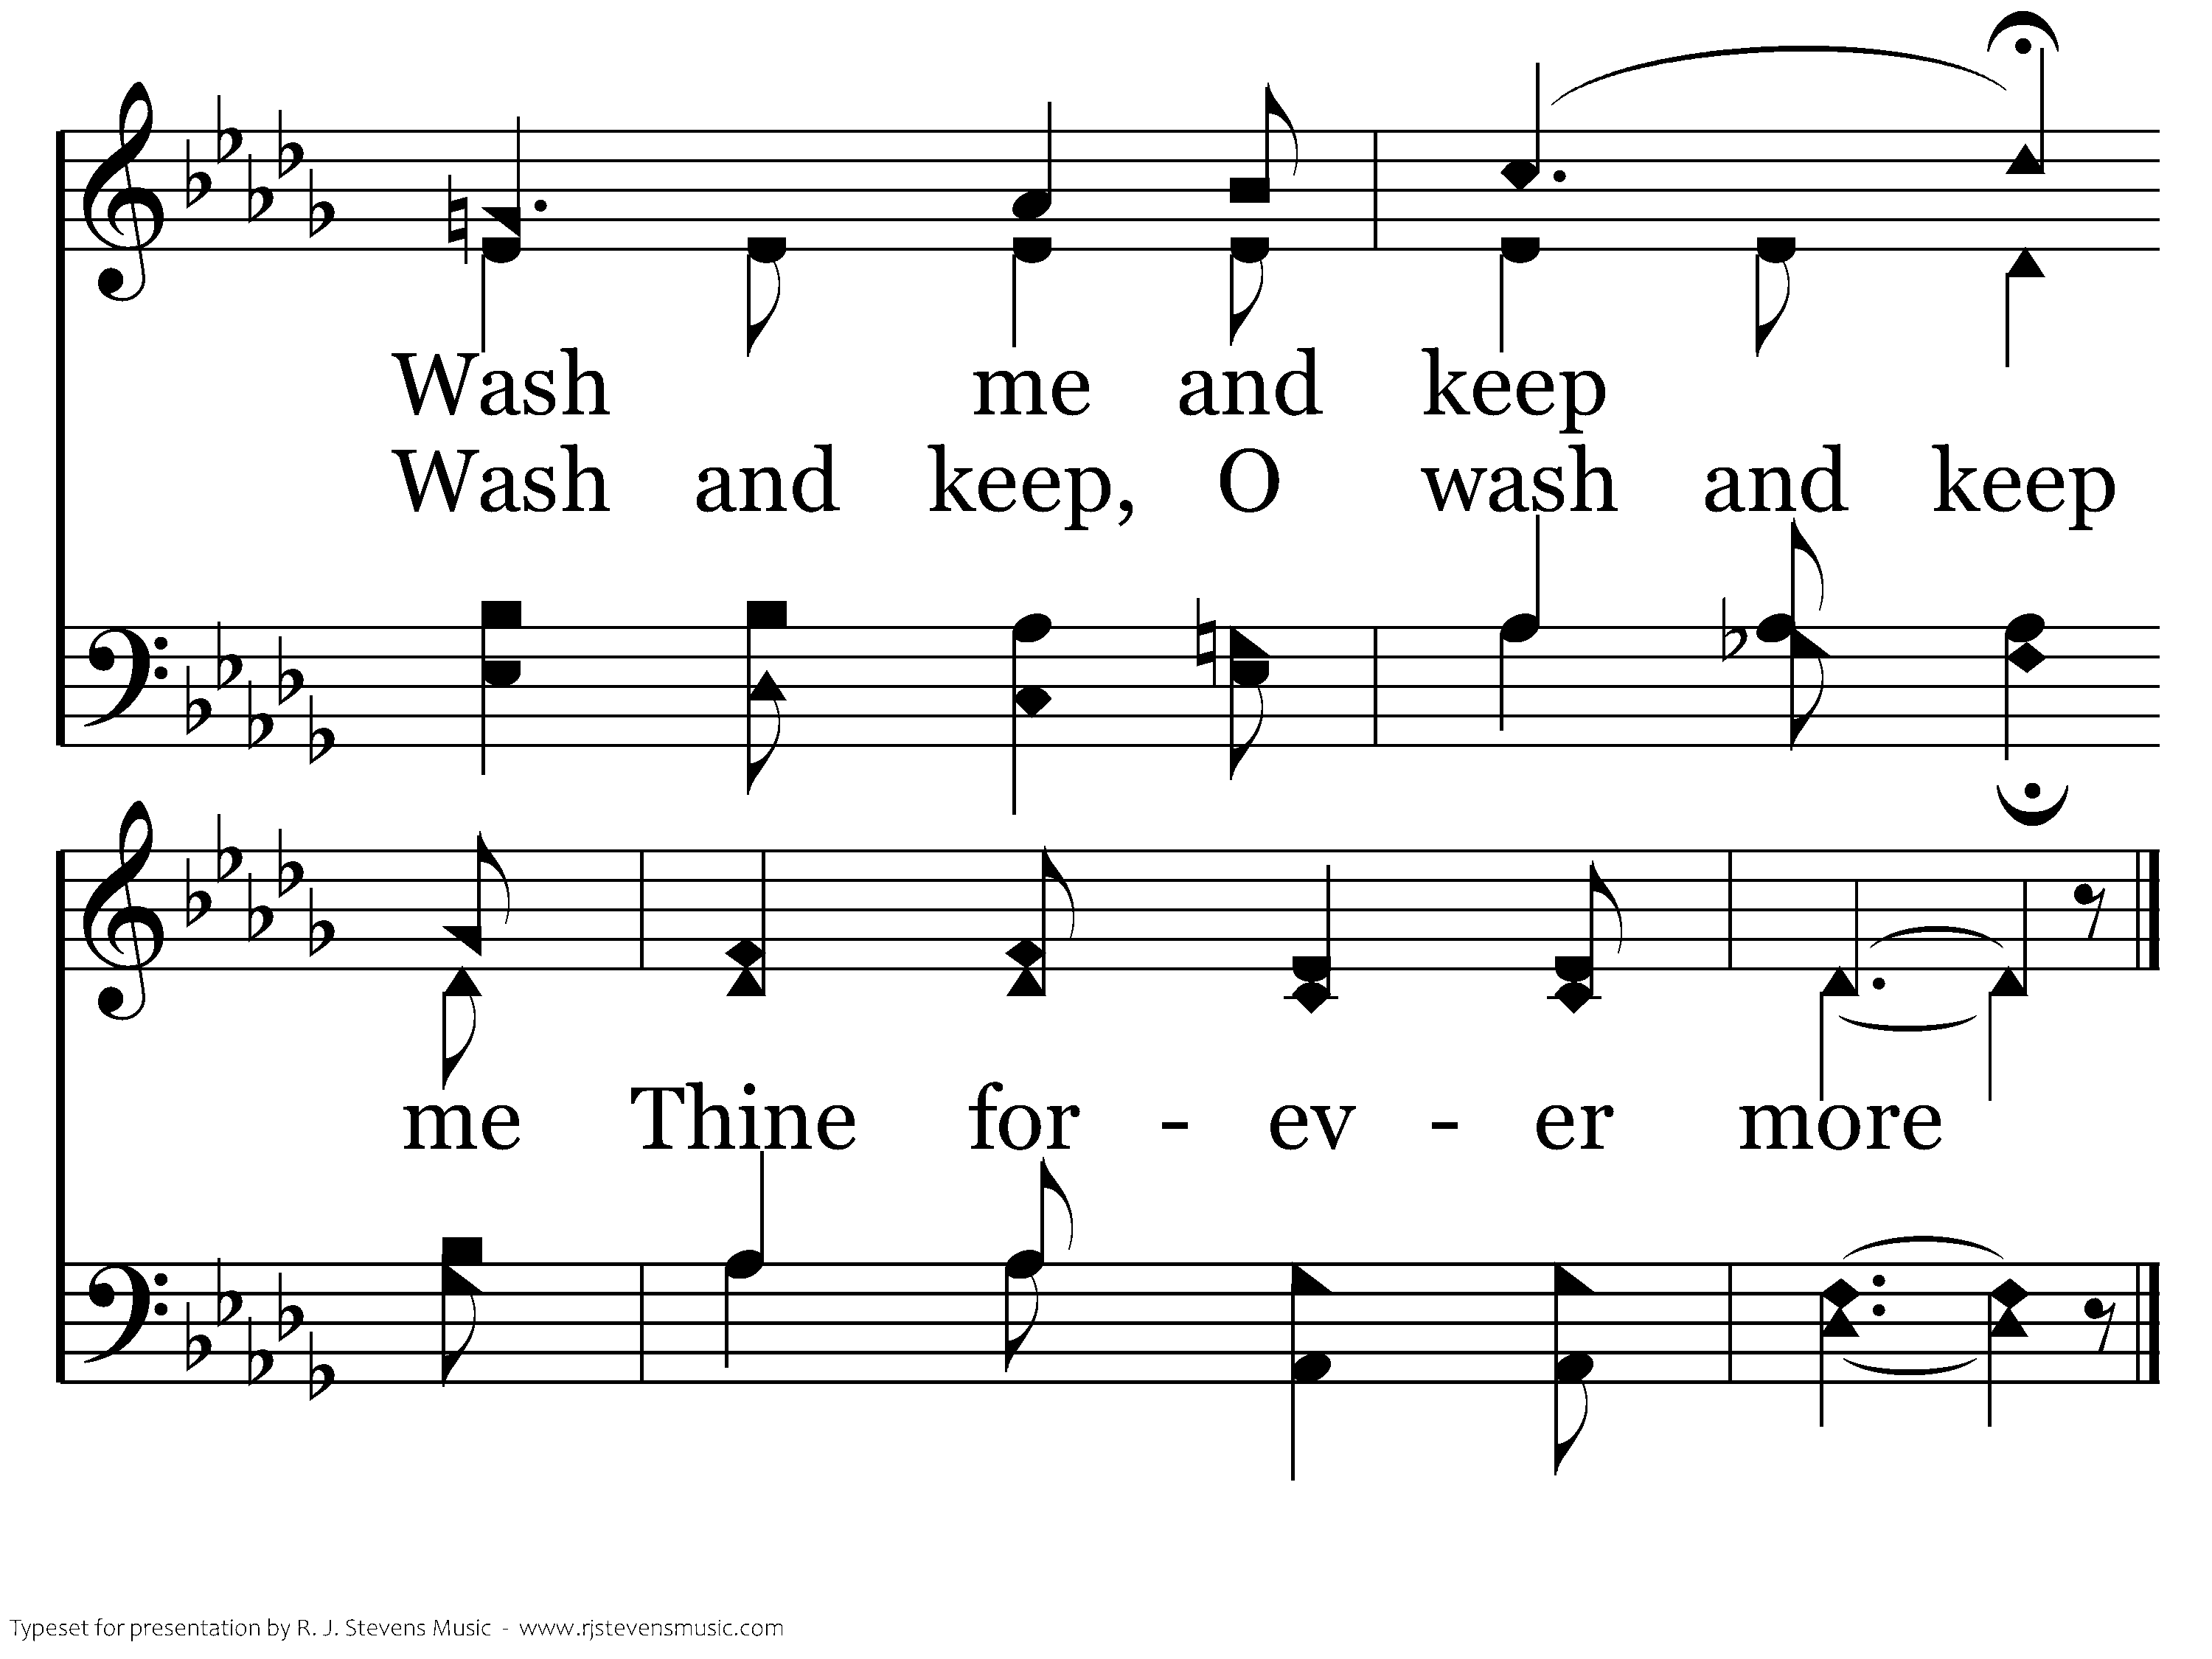 Wash me and keep
Wash and keep, O wash and keep
me Thine for - ev - er more
Typeset for presentation by R. J. Stevens Music - www.rjstevensmusic.com